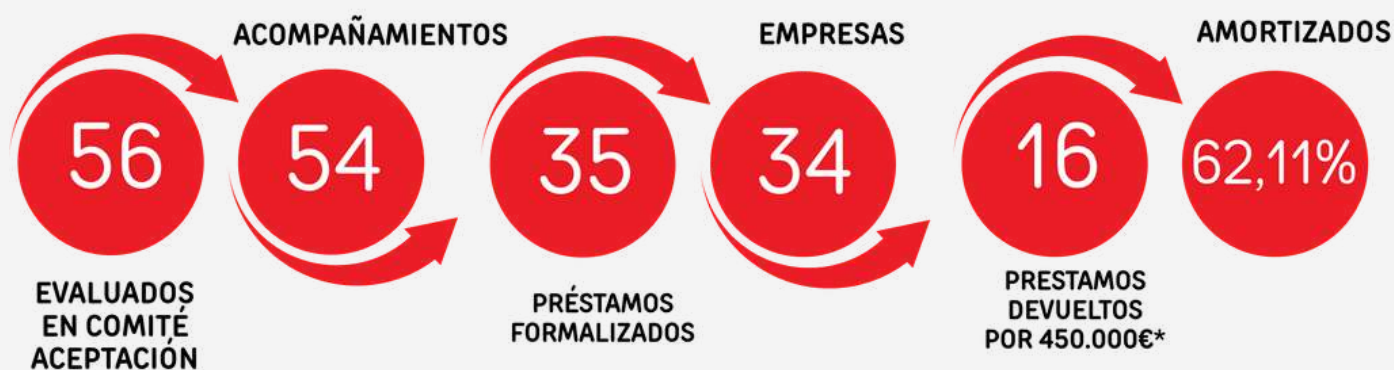 ACOMPAÑAMIENTOS
EMPRESAS
AMORTIZADOS
56
54
35
34
16
62,11%
EVALUADOS
EN COMITÉ
ACEPTACIÓN
PRÉSTAMOS
FORMALIZADOS
PRESTAMOS
DEVUELTOS
POR 450.000€*